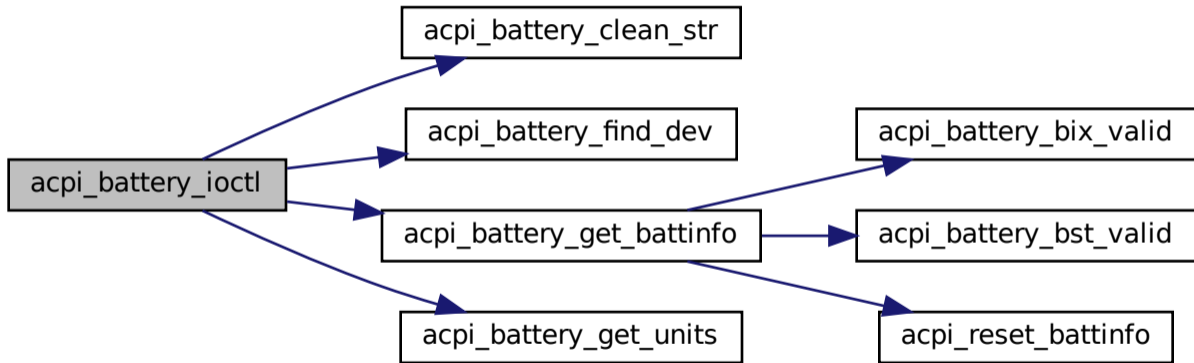 acpi_battery_clean_str
acpi_battery_find_dev
acpi_battery_bix_valid
acpi_battery_ioctl
acpi_battery_get_battinfo
acpi_battery_bst_valid
acpi_battery_get_units
acpi_reset_battinfo